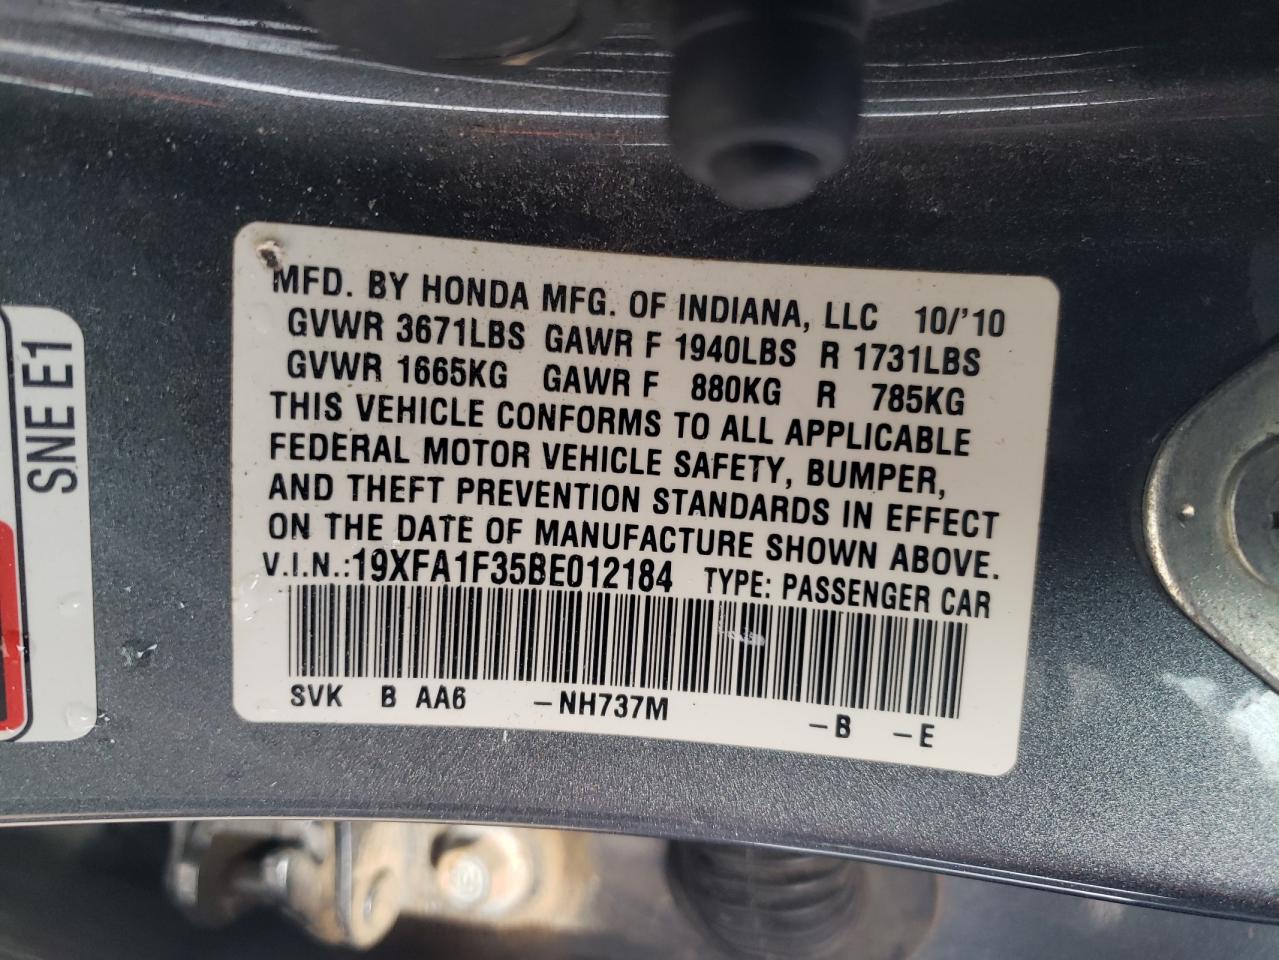 MFD. BY HONDA MFG. OF INDIANA, LLC 10/'10
GVWR 3671LBS GAWR F 1940LBS R 1731LBS
GVWR 1665KG GAWR F 880KG R 785KG
THIS VEHICLE CONFORMS TO ALL APPLICABLE
FEDERAL MOTOR VEHICLE SAFETY, BUMPER,
AND THEFT PREVENTION STANDARDS IN EFFECT
ON THE DATE OF MANUFACTURE SHOWN ABOVE.
V.I.N.:19XFA1F35BE012184 TYPE: PASSENGER CAR
SVK B AA6 –NH737M –B –E
SNE E1